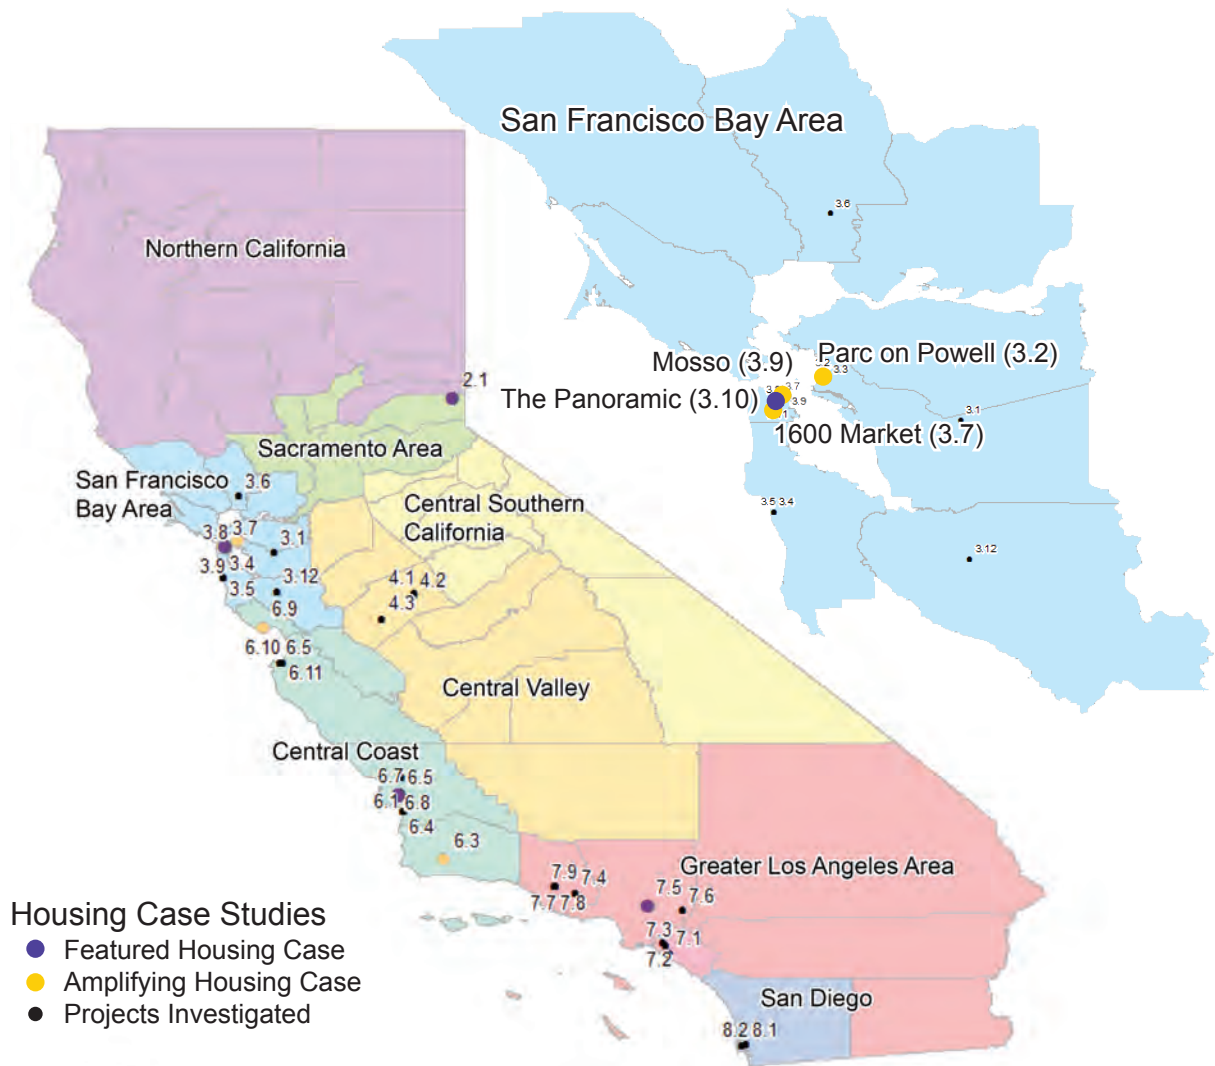 San Francisco Bay Area
3.6
Northern California
Mosso (3.9)
Parc on Powell (3.2)
3.3
3.7
2.1
The Panoramic (3.10)
3.9
3.1
1600 Market (3.7)
Sacramento Area
San Francisco
Bay Area
3.6
Central Southern
California
3.5 3.4
3.8 3.7
3.1
3.12
3.9 3.4
3.12
3.5
4.1 4.2
6.9
4.3
6.10 6.5
6.11
Central Valley
Central Coast
6.7 6.5
6.1 6.8
6.4
6.3
Greater Los Angeles Area
7.9 7.4
7.5
7.6
7.7 7.8
7.3
7.1
7.2
San Diego
8.2 8.1
Housing Case Studies
Featured Housing Case
Amplifying Housing Case
Projects Investigated